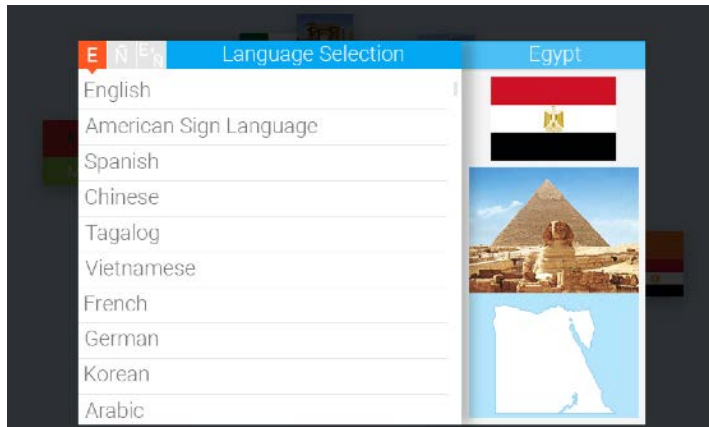 E Ñ E/Ñ Language Selection Egypt
English
American Sign Language
Spanish
Chinese
Tagalog
Vietnamese
French
German
Korean
Arabic